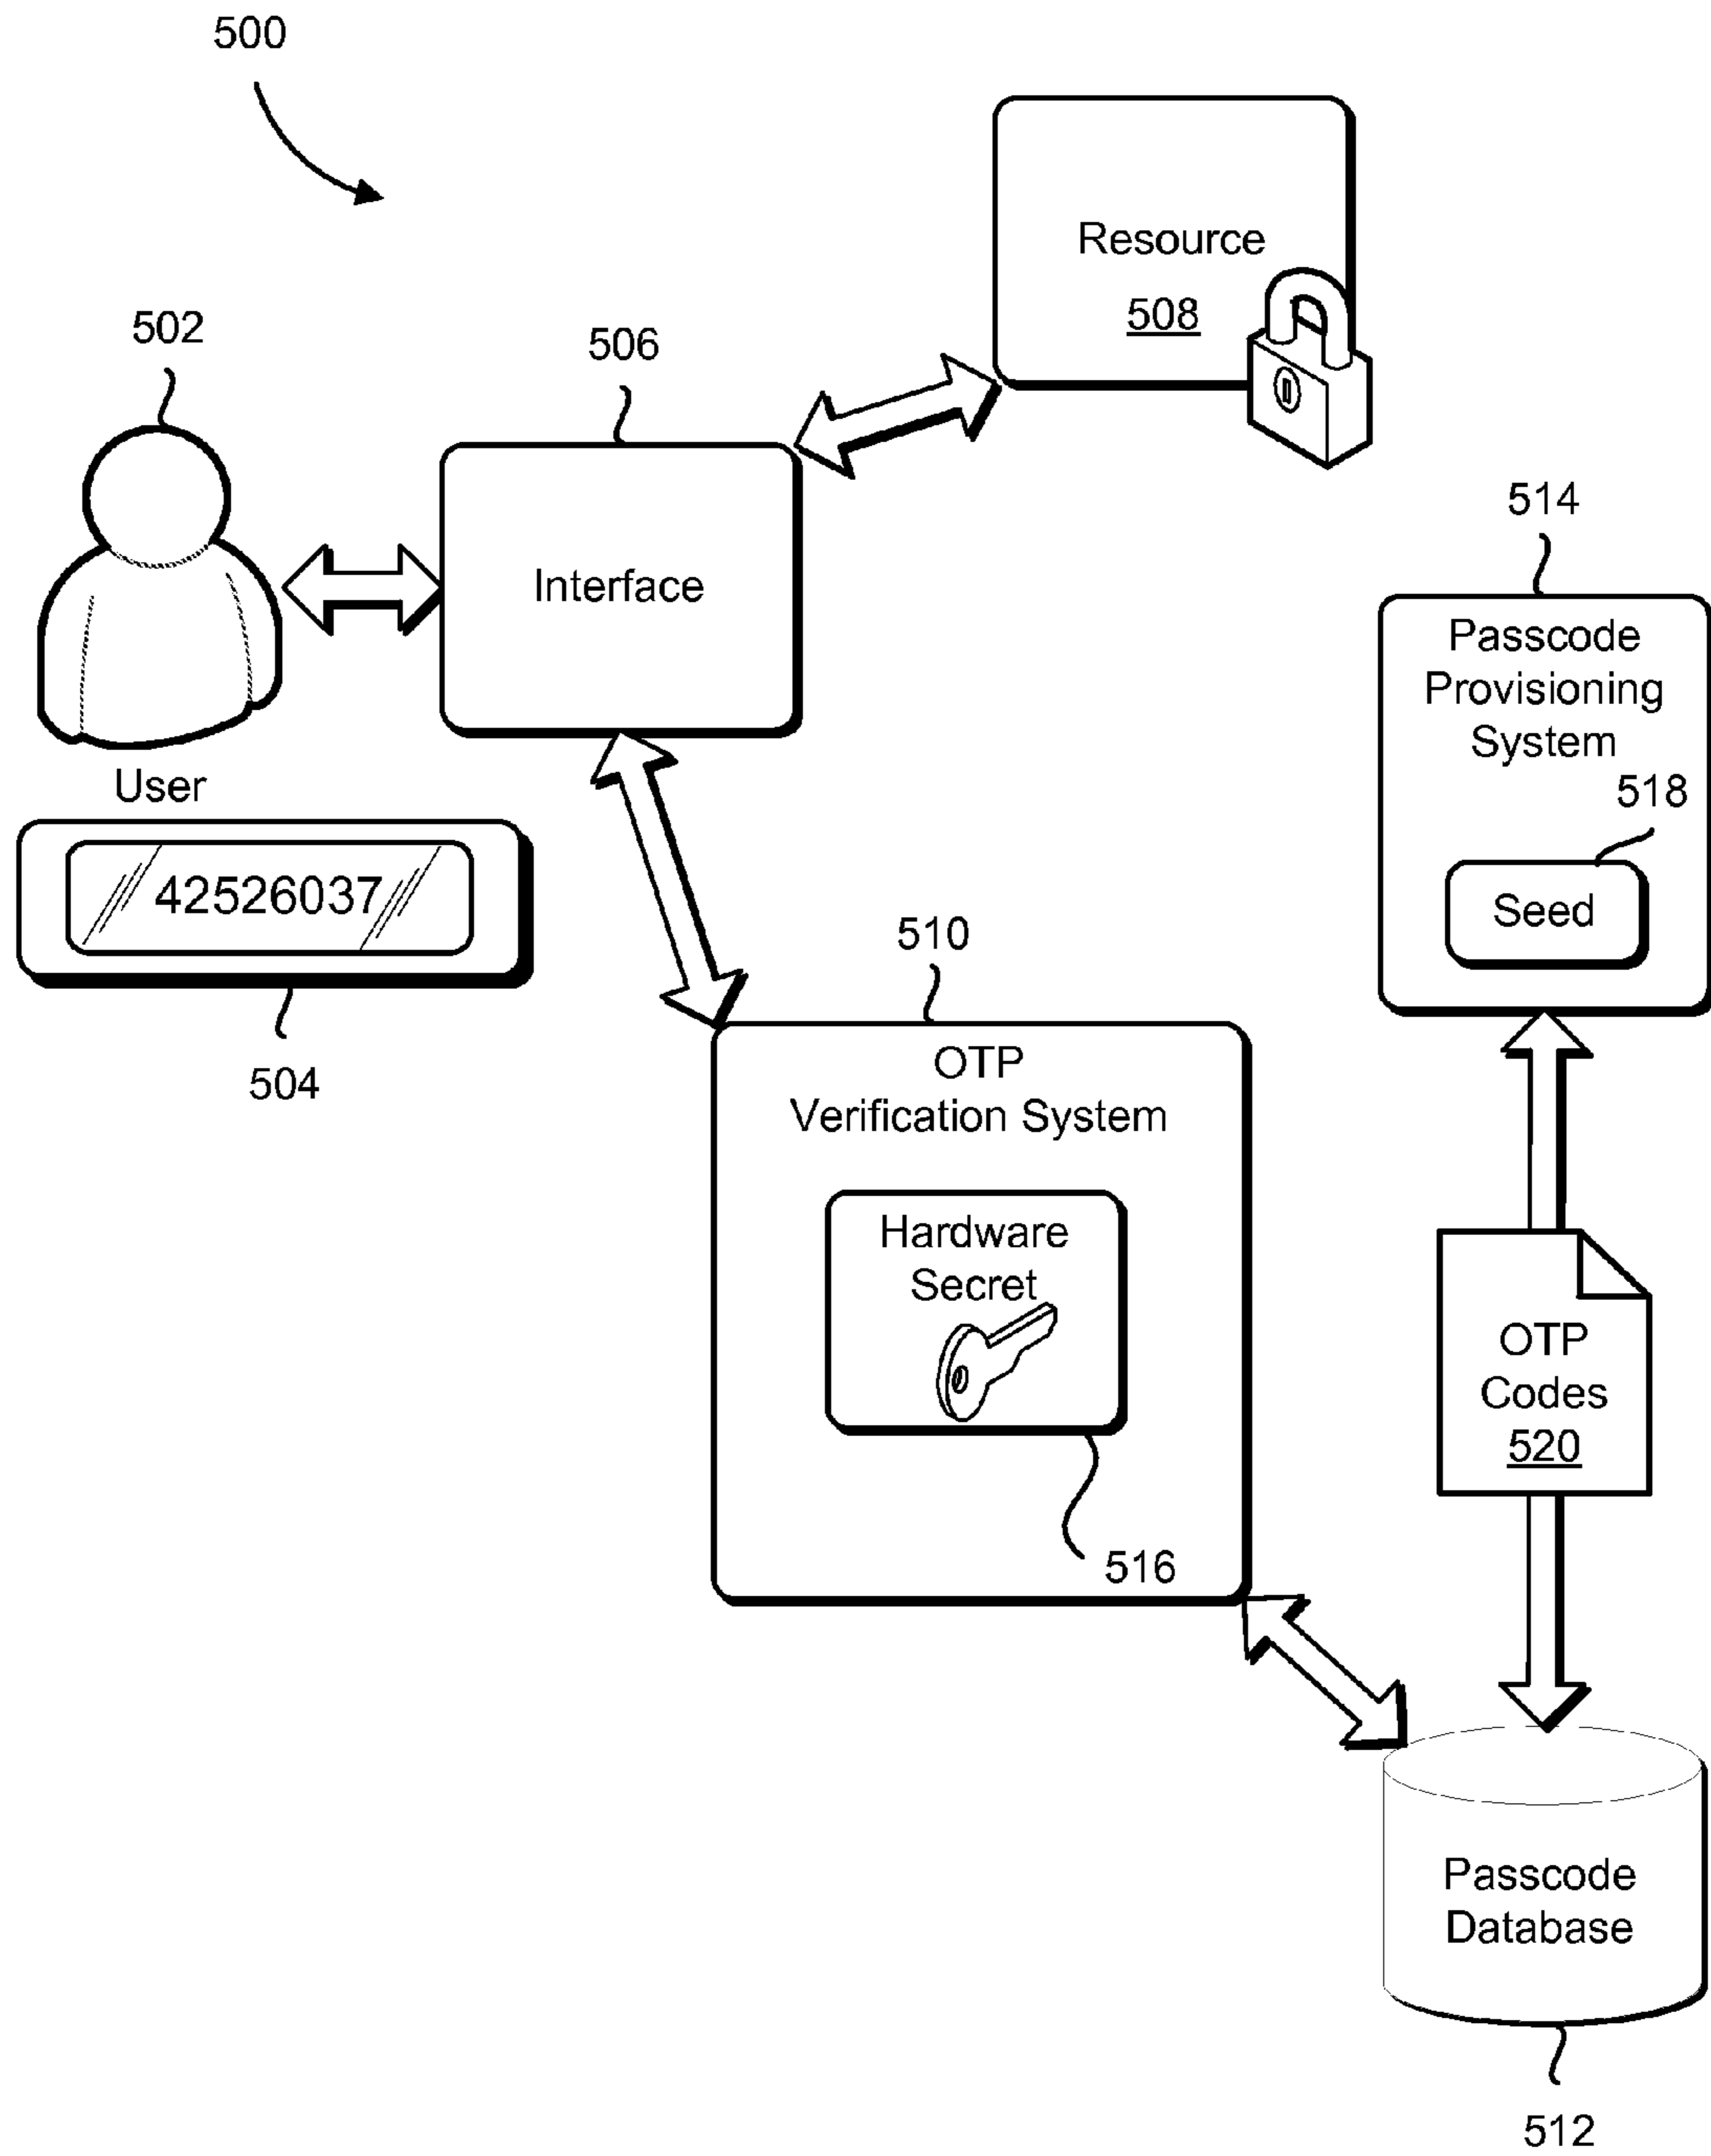 500
Resource
508
502
506
514
Interface
Passcode
Provisioning
System
518
Seed
User
42526037
504
510
OTP
Verification System
Hardware
Secret
516
OTP
Codes
520
Passcode
Database
512